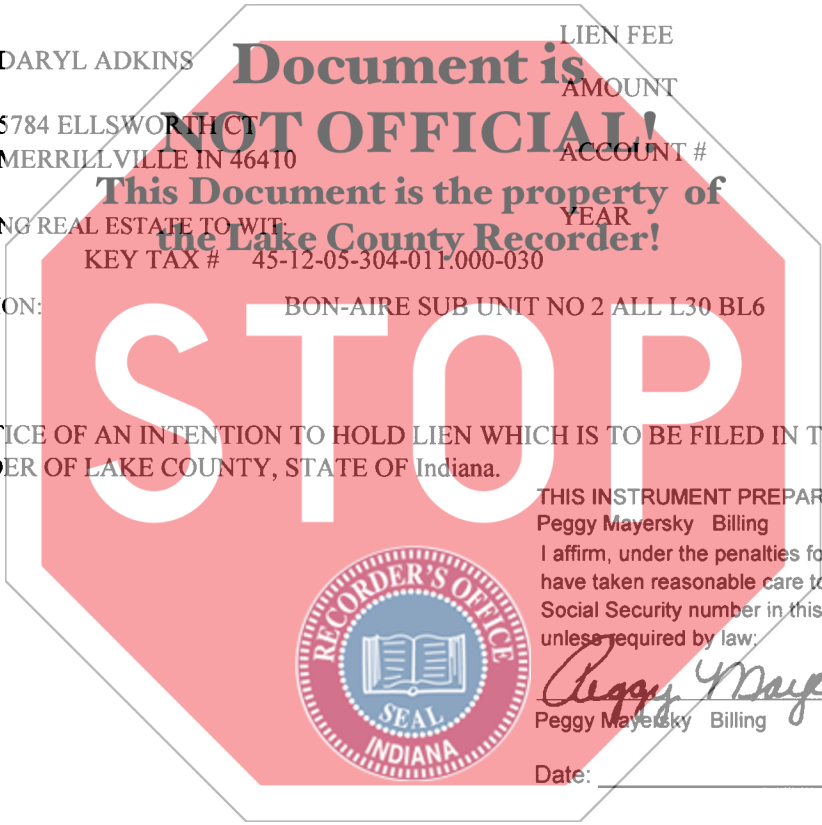 DARYL ADKINS
LIEN FEE
Document is
AMOUNT
5784 ELLSWORTH CT
NOT OFFICIAL!
MERRILLVILLE IN 46410
ACCOUNT #
This Document is the property of
YEAR
NG REAL ESTATE TO WIT:
the Lake County Recorder!
KEY TAX # 45-12-05-304-011.000-030
ON: BON-AIRE SUB UNIT NO 2 ALL L30 BL6
STOP
TICE OF AN INTENTION TO HOLD LIEN WHICH IS TO BE FILED IN T
DER OF LAKE COUNTY, STATE OF Indiana.
THIS INSTRUMENT PREPAR
Peggy Mayersky Billing
I affirm, under the penalties fo
have taken reasonable care to
Social Security number in this
unless required by law:
Peggy Maye
Peggy Mayersky Billing
Date:
RECORDER'S OFFICE
SEAL
INDIANA